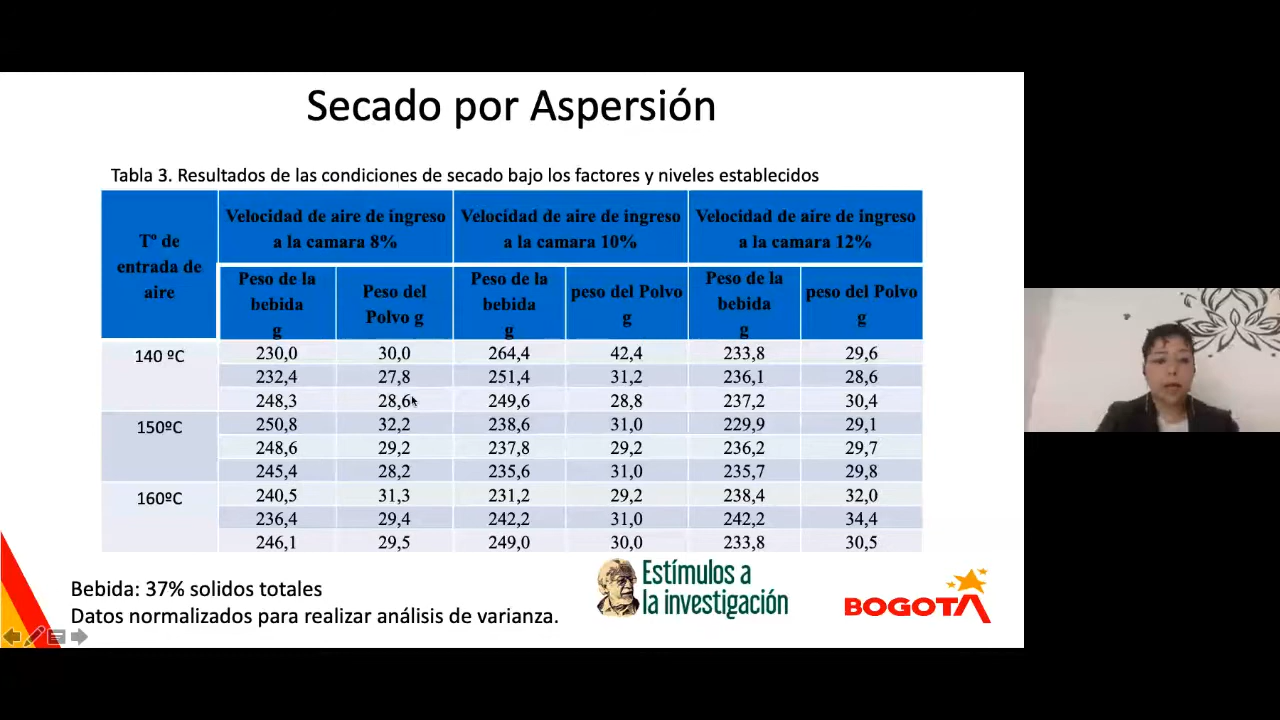 Secado por Aspersión
Tabla 3. Resultados de las condiciones de secado bajo los factores y niveles establecidos
Tº de entrada de aire
Velocidad de aire de ingreso a la camara 8%
Velocidad de aire de ingreso a la camara 10%
Velocidad de aire de ingreso a la camara 12%
Peso de la bebida g
Peso del Polvo g
Peso de la bebida g
peso del Polvo g
Peso de la bebida g
peso del Polvo g
140 ºC 230,0 30,0 264,4 42,4 233,8 29,6
232,4 27,8 251,4 31,2 236,1 28,6
248,3 28,6 249,6 28,8 237,2 30,4
150ºC 250,8 32,2 238,6 31,0 229,9 29,1
248,6 29,2 237,8 29,2 236,2 29,7
245,4 28,2 235,6 31,0 235,7 29,8
160ºC 240,5 31,3 231,2 29,2 238,4 32,0
236,4 29,4 242,2 31,0 242,2 34,4
246,1 29,5 249,0 30,0 233,8 30,5
Bebida: 37% solidos totales
Datos normalizados para realizar análisis de varianza.
Estímulos a
la investigación
BOGOTA